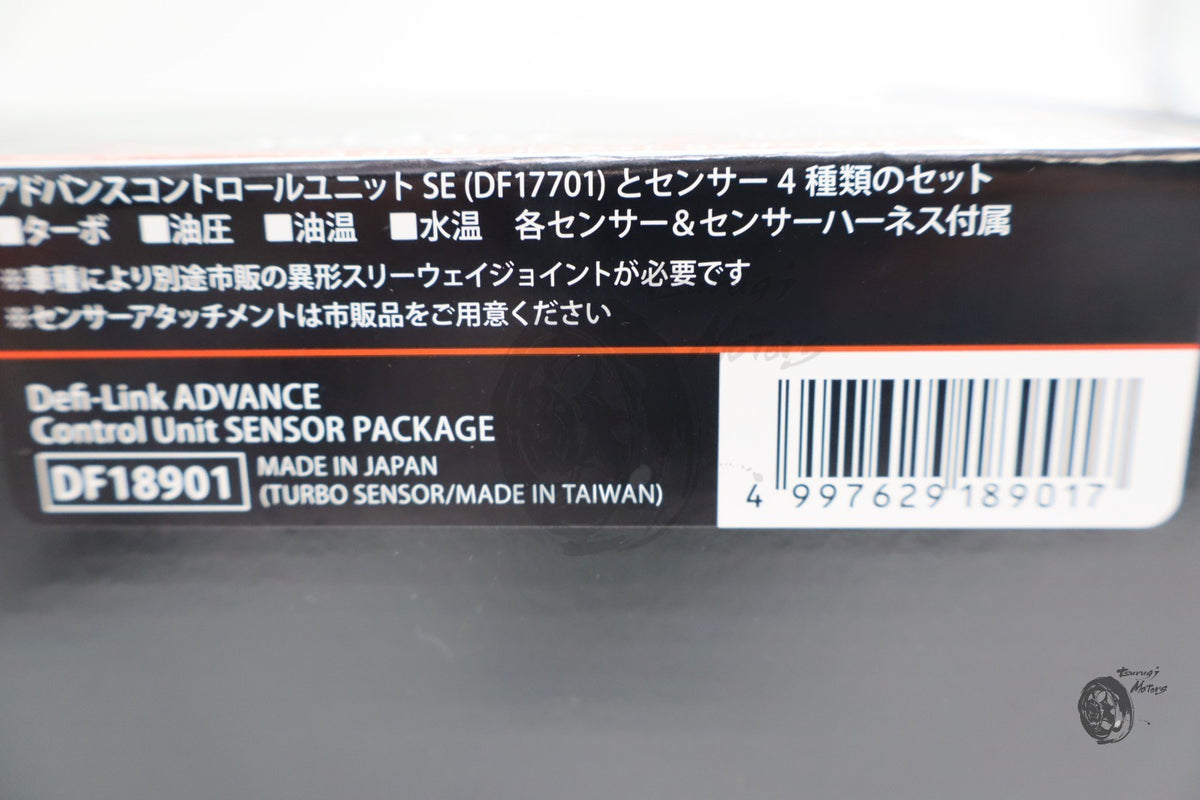 アドバンスコントロールユニット SE (DF17701) とセンサー 4 種類のセット
■ターボ ■油圧 ■油温 ■水温 各センサー＆センサーハーネス付属
※車種により別途市販の異形スリーウェイジョイントが必要です
※センサーアタッチメントは市販品をご用意ください
Defi-Link ADVANCE
Control Unit SENSOR PACKAGE
DF18901 MADE IN JAPAN
(TURBO SENSOR/MADE IN TAIWAN)
4 997629 189017
Tsurugi
Motors
Tsurugi
Motors